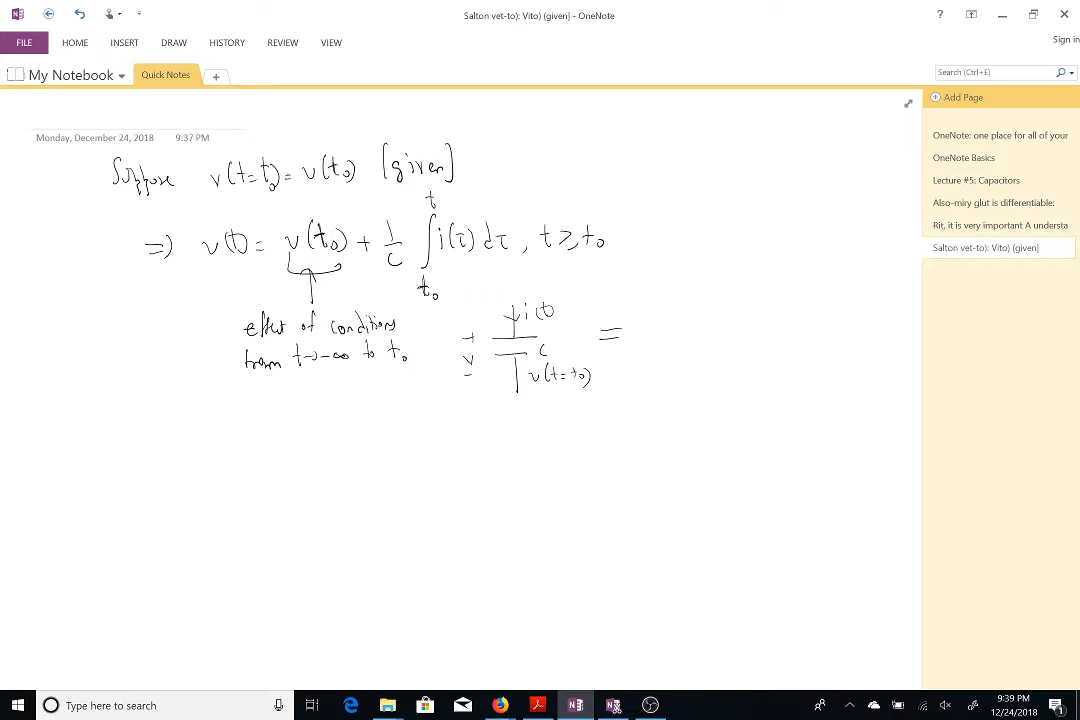 Salton vet-to): Vito) [given] - OneNote
?
FILE HOME INSERT DRAW HISTORY REVIEW VIEW
Sign in
My Notebook
Quick Notes
+
Search (Ctrl+E)
Add Page
OneNote: one place for all of your
OneNote Basics
Lecture #5: Capacitors
Also-miry glut is differentiable:
Rit, it is very important A understa
Salton vet-to): Vito) [given]
Monday, December 24, 2018 9:37 PM
Suppose v(t=t₀) = v(t₀) [given]
⇒ v(t) = v(t₀) + 1/C ∫_{t₀}^{t} i(τ) dτ, t ≥ t₀
effect of conditions
from t→-∞ to t₀
i(t)
+
v
-
C
v(t=t₀)
=
Type here to search
9:39 PM
12/24/2018
1